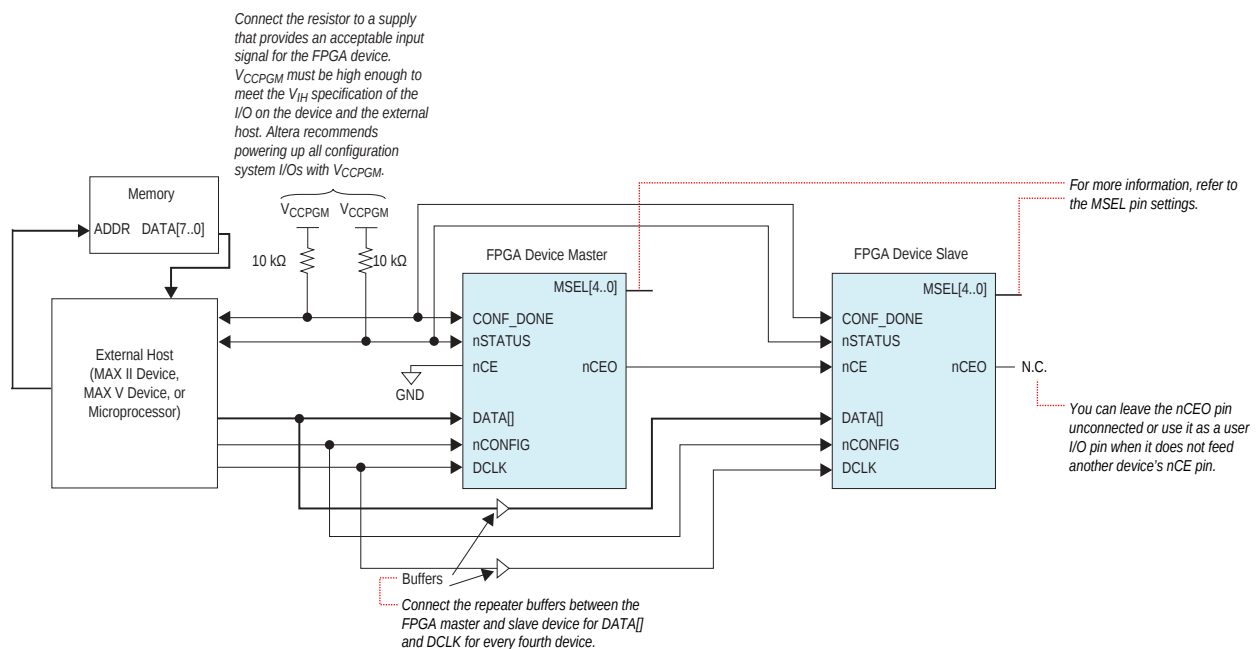 Connect the resistor to a supply
that provides an acceptable input
signal for the FPGA device.
VCCPGM must be high enough to
meet the VIH specification of the
I/O on the device and the external
host. Altera recommends
powering up all configuration
system I/Os with VCCPGM.
Memory
ADDR DATA[7..0]
VCCPGM VCCPGM
10 kΩ 10 kΩ
For more information, refer to
the MSEL pin settings.
External Host
(MAX II Device,
MAX V Device, or
Microprocessor)
FPGA Device Master
MSEL[4..0]
CONF_DONE
nSTATUS
nCE nCEO
DATA[]
nCONFIG
DCLK
GND
FPGA Device Slave
MSEL[4..0]
CONF_DONE
nSTATUS
nCE nCEO
DATA[]
nCONFIG
DCLK
N.C.
You can leave the nCEO pin
unconnected or use it as a user
I/O pin when it does not feed
another device’s nCE pin.
Buffers
Connect the repeater buffers between the
FPGA master and slave device for DATA[]
and DCLK for every fourth device.